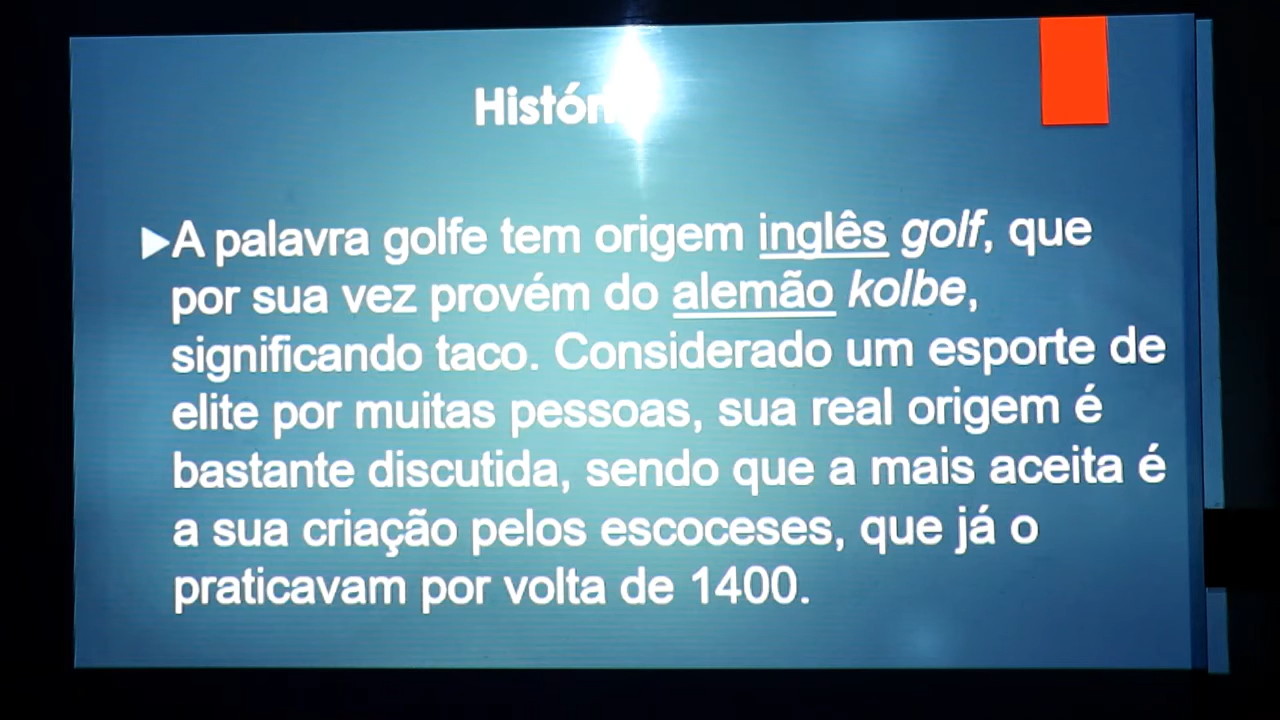 A palavra golfe tem origem inglês golf, que
por sua vez provém do alemão kolbe,
significando taco. Considerado um esporte de
elite por muitas pessoas, sua real origem é
bastante discutida, sendo que a mais aceita é
a sua criação pelos escoceses, que já o
praticavam por volta de 1400.